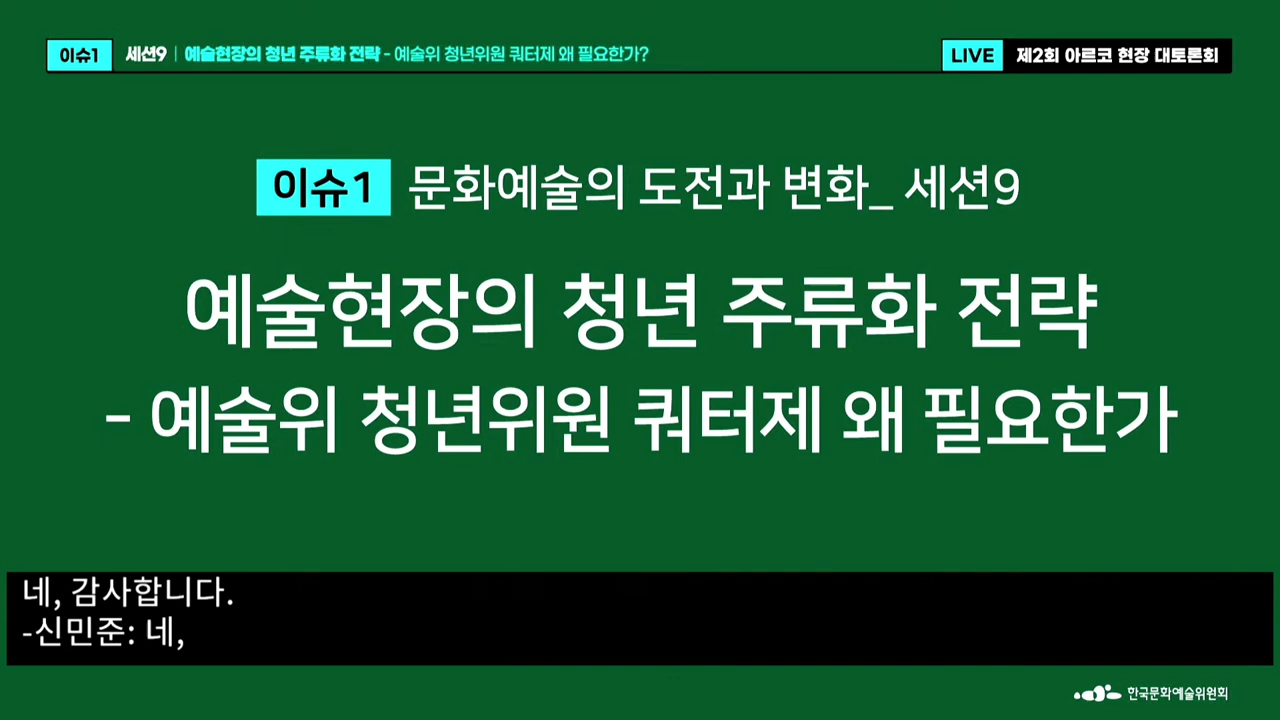 이슈1 세션9 | 예술현장의 청년 주류화 전략 - 예술위 청년위원 쿼터제 왜 필요한가?
LIVE 제2회 아르코 현장 대토론회
이슈1 문화예술의 도전과 변화_ 세션9
예술현장의 청년 주류화 전략
- 예술위 청년위원 쿼터제 왜 필요한가
네, 감사합니다.
-신민준: 네,
한국문화예술위원회